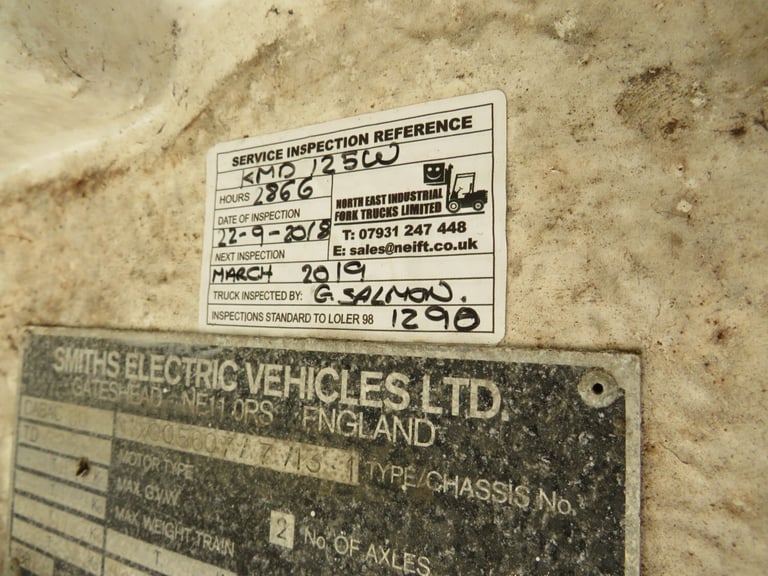 SERVICE INSPECTION REFERENCE
KMD 125W
HOURS 2866
DATE OF INSPECTION
22-9-2018
NEXT INSPECTION
MARCH 2019
NORTH EAST INDUSTRIAL
FORK TRUCKS LIMITED
T: 07931 247 448
E: sales@neift.co.uk
TRUCK INSPECTED BY: G. SALMON.
INSPECTIONS STANDARD TO LOLER 98 1290
SMITHS ELECTRIC VEHICLES LTD.
GATESHEAD NE11 0RS ENGLAND
TYPE/CHASSIS No.
MOTOR TYPE
MAX. G.V.W.
MAX WEIGHT TRAIN
2 No. OF AXLES
T